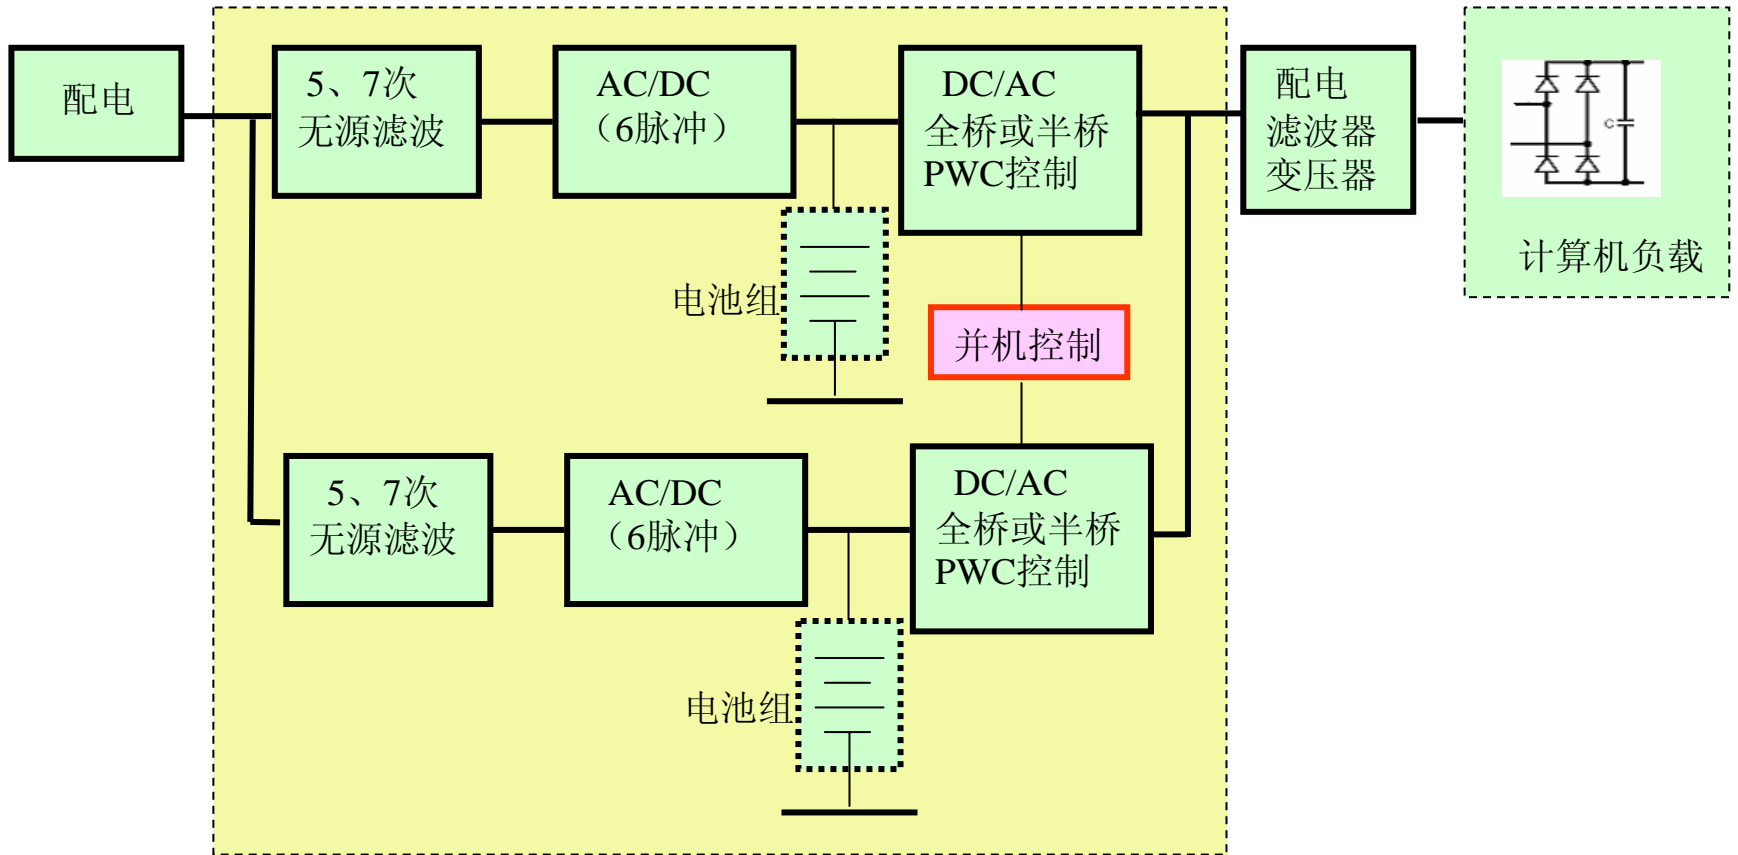 配电
5、7次
无源滤波
AC/DC
（6脉冲）
DC/AC
全桥或半桥
PWC控制
配电
滤波器
变压器
C
计算机负载
电池组
并机控制
5、7次
无源滤波
AC/DC
（6脉冲）
DC/AC
全桥或半桥
PWC控制
电池组